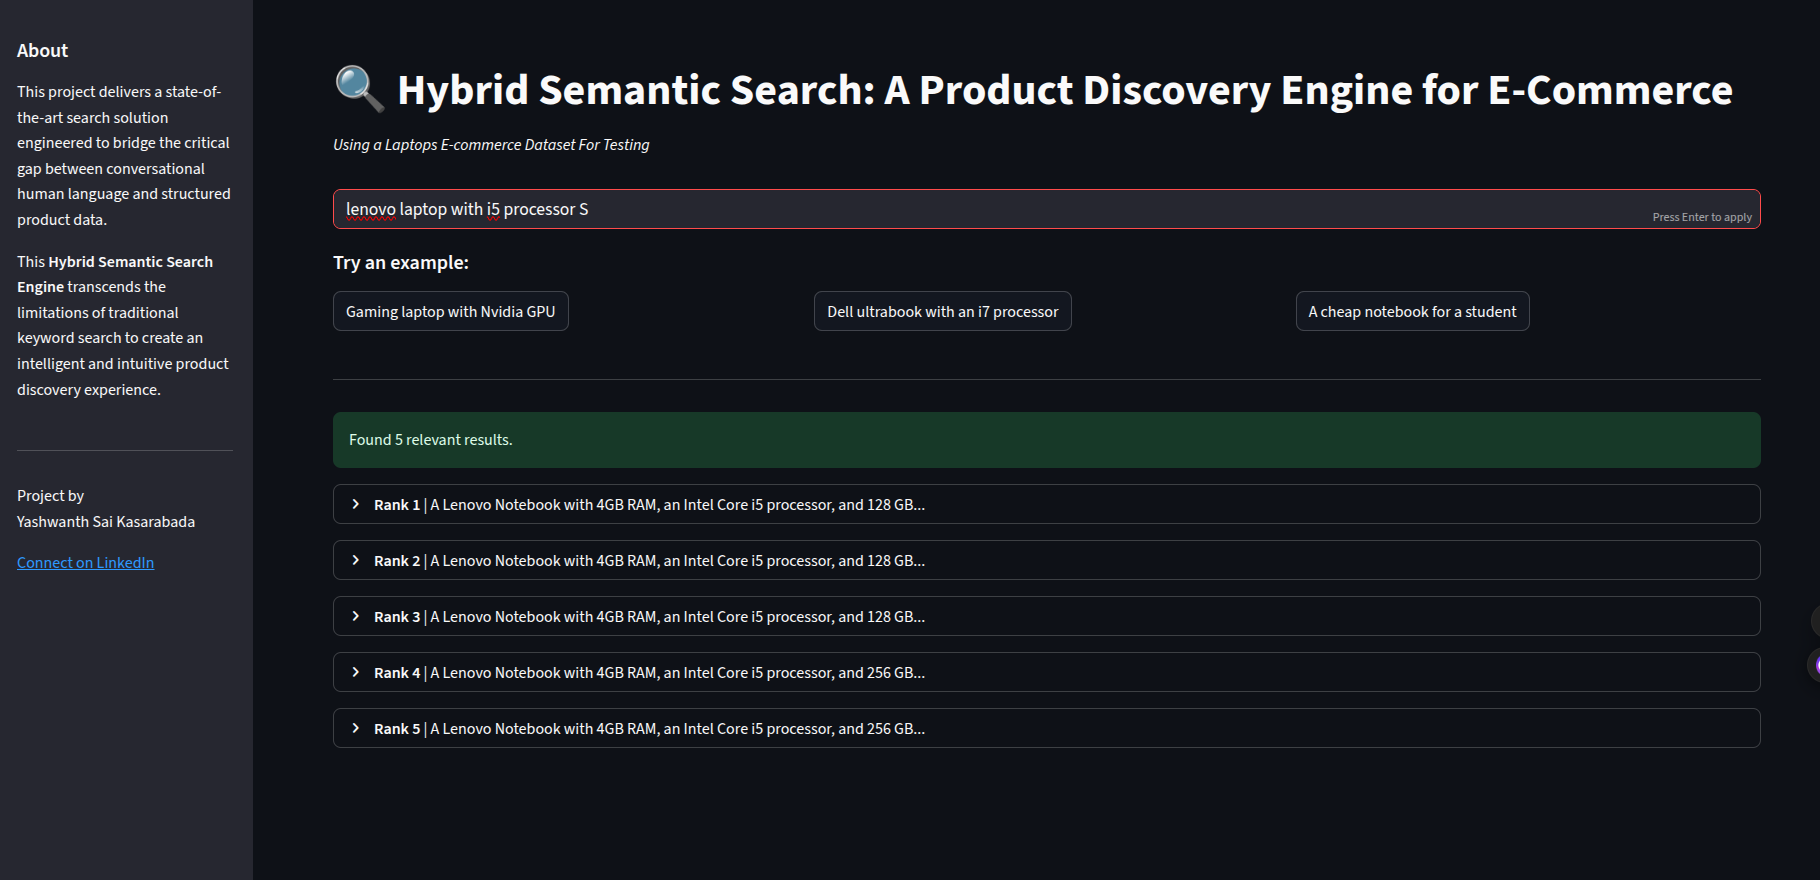 About
This project delivers a state-of-
the-art search solution
engineered to bridge the critical
gap between conversational
human language and structured
product data.
This Hybrid Semantic Search
Engine transcends the
limitations of traditional
keyword search to create an
intelligent and intuitive product
discovery experience.
Project by
Yashwanth Sai Kasarabada
Connect on LinkedIn
Hybrid Semantic Search: A Product Discovery Engine for E-Commerce
Using a Laptops E-commerce Dataset For Testing
lenovo laptop with i5 processor S
Press Enter to apply
Try an example:
Gaming laptop with Nvidia GPU
Dell ultrabook with an i7 processor
A cheap notebook for a student
Found 5 relevant results.
Rank 1 | A Lenovo Notebook with 4GB RAM, an Intel Core i5 processor, and 128 GB...
Rank 2 | A Lenovo Notebook with 4GB RAM, an Intel Core i5 processor, and 128 GB...
Rank 3 | A Lenovo Notebook with 4GB RAM, an Intel Core i5 processor, and 128 GB...
Rank 4 | A Lenovo Notebook with 4GB RAM, an Intel Core i5 processor, and 256 GB...
Rank 5 | A Lenovo Notebook with 4GB RAM, an Intel Core i5 processor, and 256 GB...